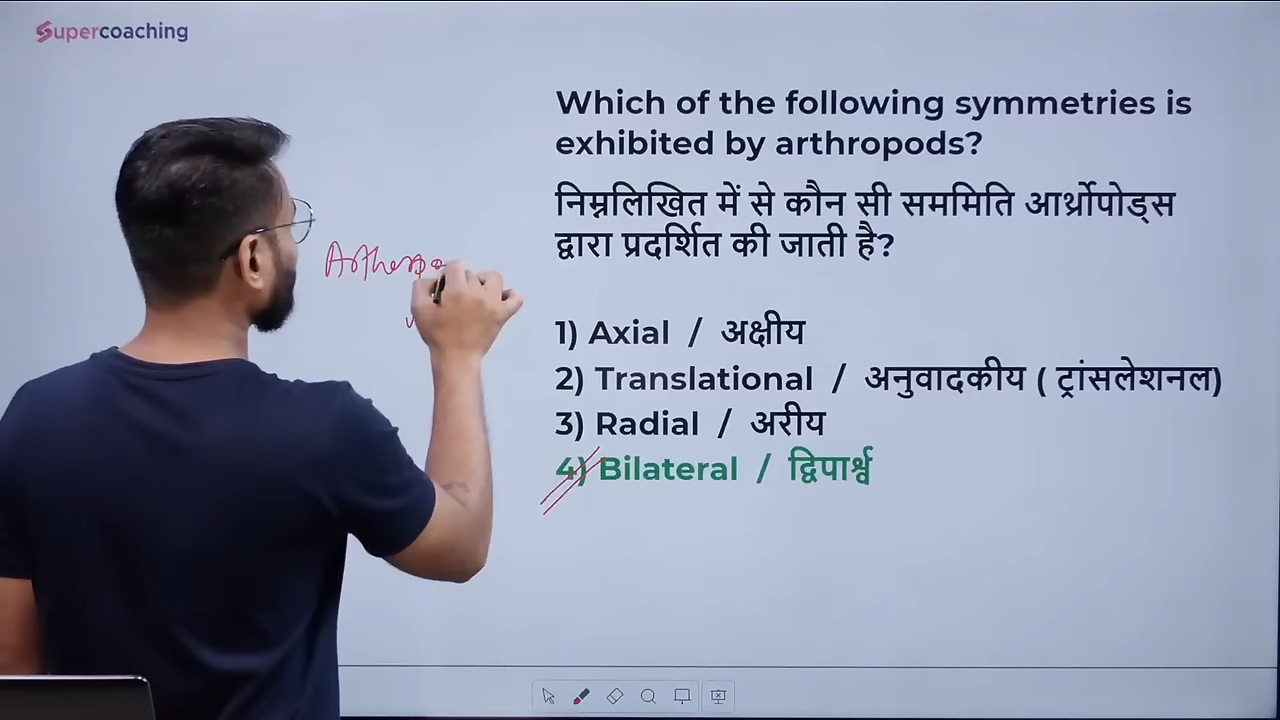 Supercoaching
Which of the following symmetries is
exhibited by arthropods?
निम्नलिखित में से कौन सी सममिति आर्थ्रोपोड्स
द्वारा प्रदर्शित की जाती है?
1) Axial / अक्षीय
2) Translational / अनुवादकीय ( ट्रांसलेशनल)
3) Radial / अरीय
4) Bilateral / द्विपार्श्व